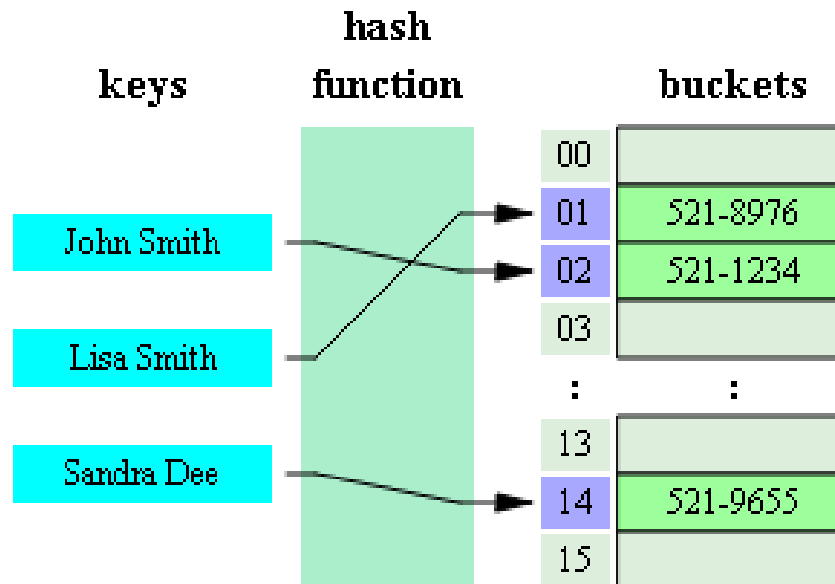 hash
keys
function
buckets
00
01
521-8976
John Smith
02
521-1234
03
Lisa Smith
:
:
13
Sandra Dee
14
521-9655
15